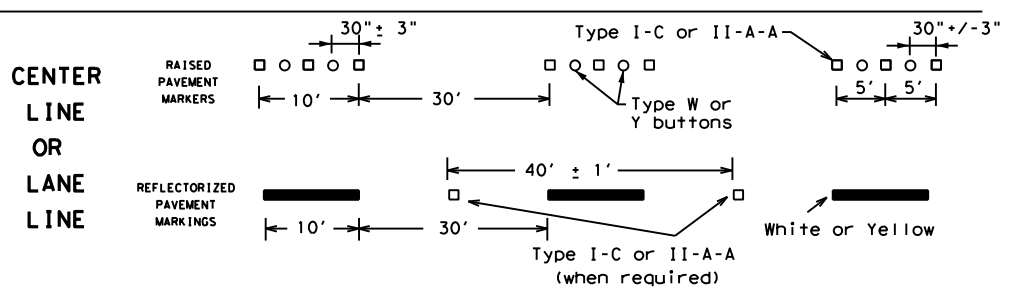 CENTER
LINE
OR
LANE
LINE
RAISED
PAVEMENT
MARKERS
30"± 3"
10'
30'
Type I-C or II-A-A
Type W or
Y buttons
30"+/-3"
5'
5'
REFLECTORIZED
PAVEMENT
MARKINGS
10'
30'
40' ± 1'
Type I-C or II-A-A
(when required)
White or Yellow